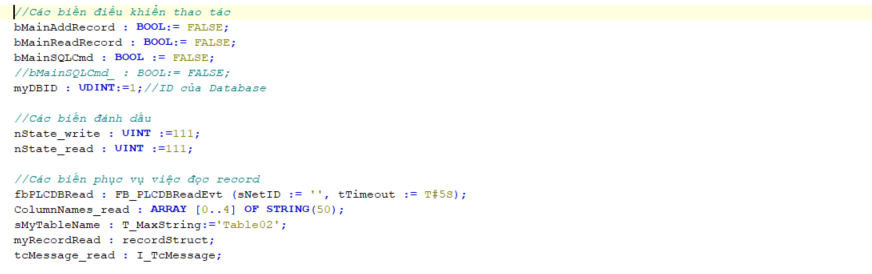 //Các biến điều khiển thao tác
bMainAddRecord : BOOL:= FALSE;
bMainReadRecord : BOOL:= FALSE;
bMainSQLCmd : BOOL := FALSE;
//bMainSQLCmd_ : BOOL:= FALSE;
myDBID : UDINT:=1;//ID của Database
//Các biến đánh dầu
nState_write : UINT :=111;
nState_read : UINT :=111;
//Các biến phục vụ việc đọc record
fbPLCDBRead : FB_PLCDBReadEvt (sNetID := '', tTimeout := T#5S);
ColumnNames_read : ARRAY [0..4] OF STRING(50);
sMyTableName : T_MaxString:='Table02';
myRecordRead : recordStruct;
tcMessage_read : I_TcMessage;